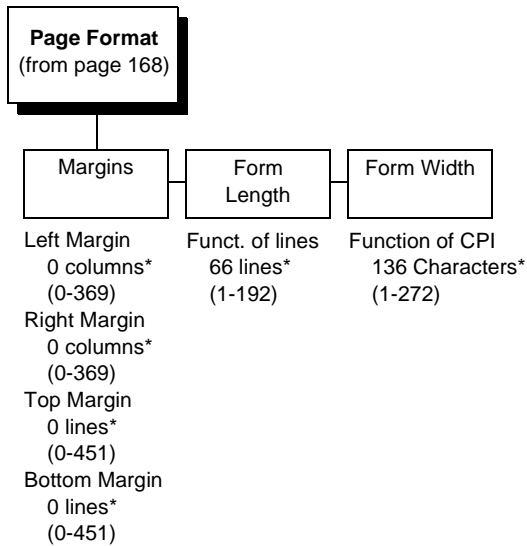 Page Format
(from page 168)
Margins
Form
Length
Form Width
Left Margin
0 columns*
(0-369)
Right Margin
0 columns*
(0-369)
Top Margin
0 lines*
(0-451)
Bottom Margin
0 lines*
(0-451)
Funct. of lines
66 lines*
(1-192)
Function of CPI
136 Characters*
(1-272)